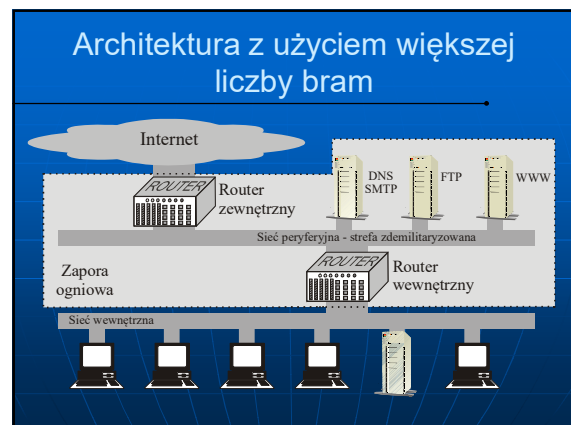 Architektura z użyciem większej
liczby bram
Internet
ROUTER
Router
zewnętrzny
DNS
SMTP
FTP
WWW
Sieć peryferyjna - strefa zdemilitaryzowana
Zapora
ogniowa
ROUTER
Router
wewnętrzny
Sieć wewnętrzna